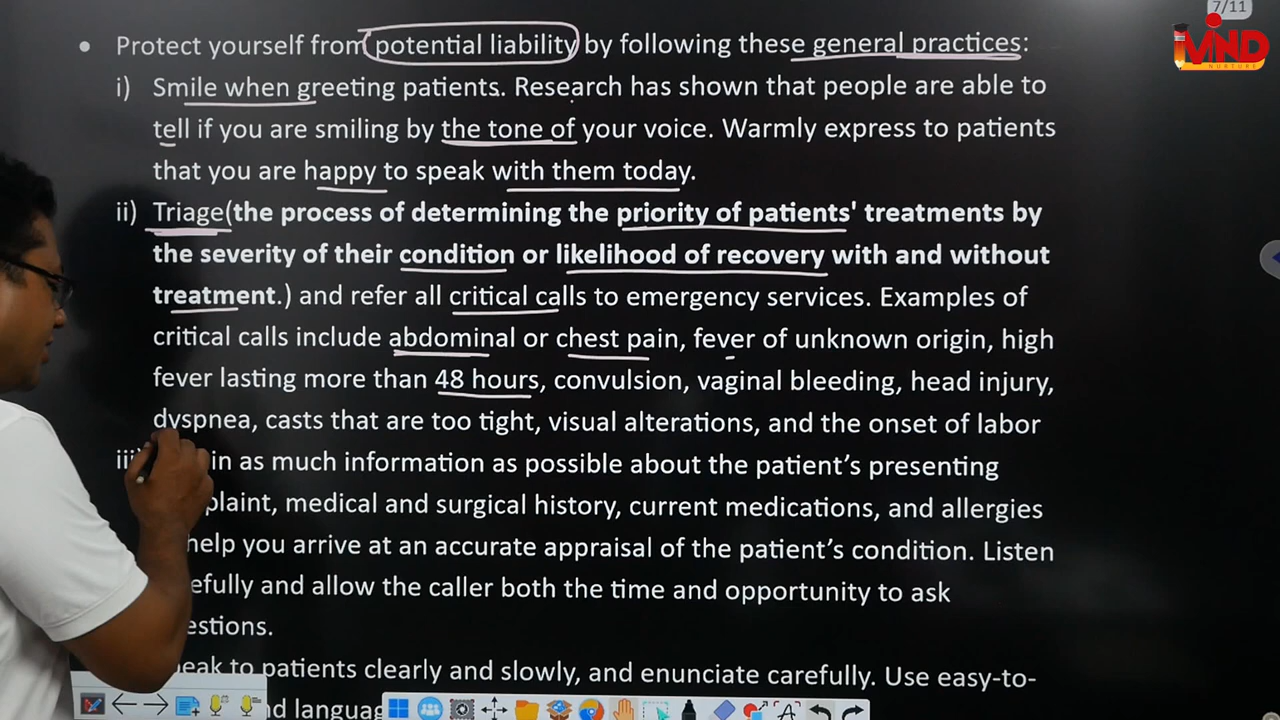 7/11
MIND
NURTURE
• Protect yourself from potential liability by following these general practices:
i) Smile when greeting patients. Research has shown that people are able to
tell if you are smiling by the tone of your voice. Warmly express to patients
that you are happy to speak with them today.
ii) Triage(the process of determining the priority of patients' treatments by
the severity of their condition or likelihood of recovery with and without
treatment.) and refer all critical calls to emergency services. Examples of
critical calls include abdominal or chest pain, fever of unknown origin, high
fever lasting more than 48 hours, convulsion, vaginal bleeding, head injury,
dyspnea, casts that are too tight, visual alterations, and the onset of labor
iii) in as much information as possible about the patient’s presenting
plaint, medical and surgical history, current medications, and allergies
help you arrive at an accurate appraisal of the patient’s condition. Listen
efully and allow the caller both the time and opportunity to ask
estions.
eak to patients clearly and slowly, and enunciate carefully. Use easy-to-
nd languag